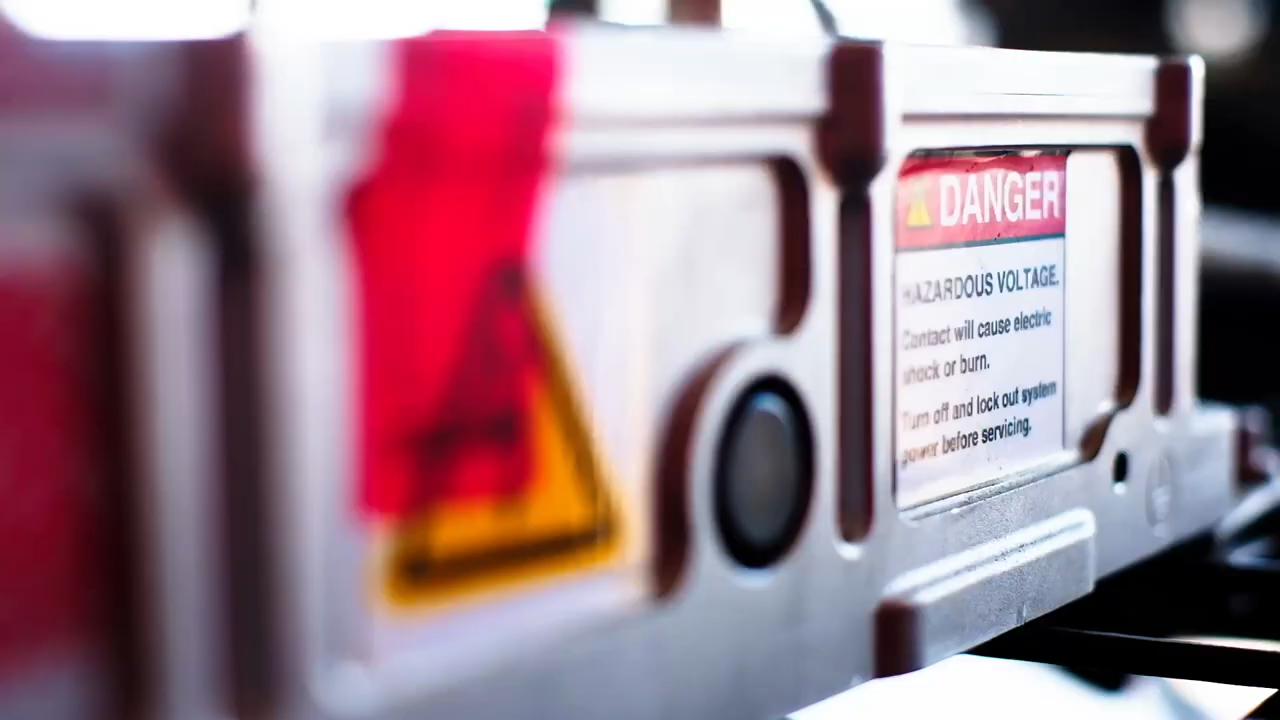 DANGER
HAZARDOUS VOLTAGE.
Contact will cause electric
shock or burn.
Turn off and lock out system
power before servicing.